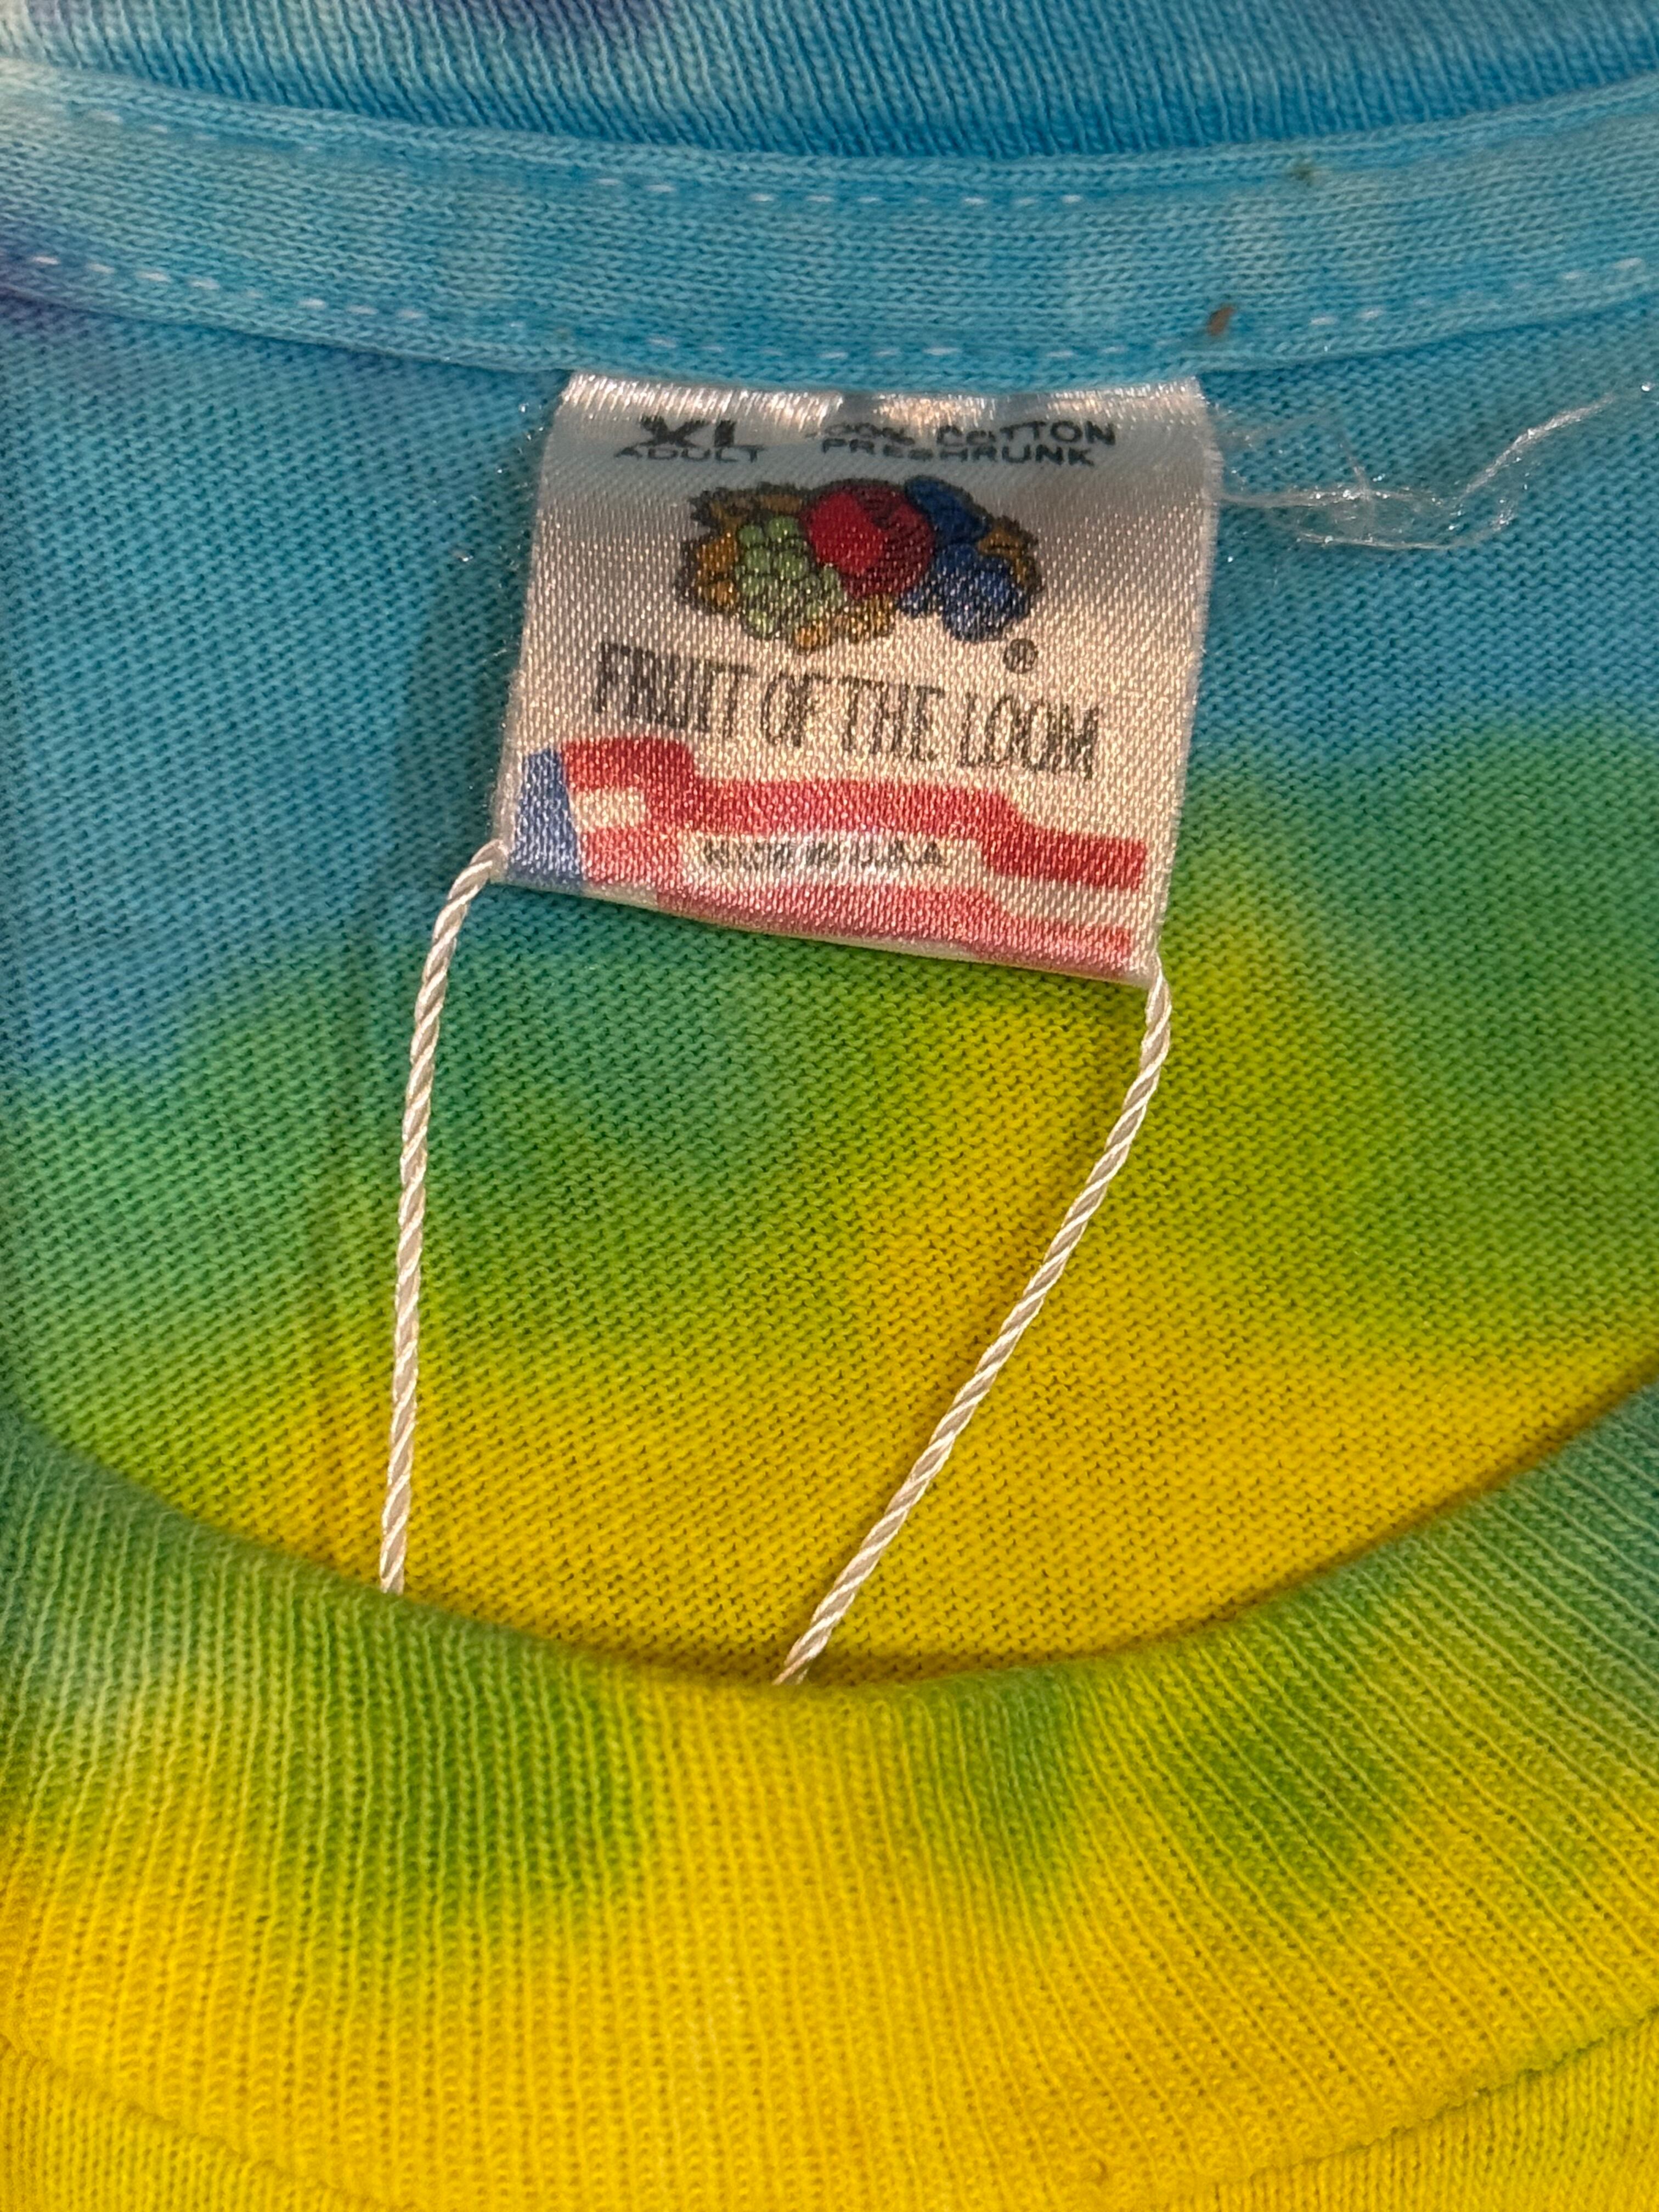 XL 100% COTTON
ADULT PRESHRUNK
®
FRUIT OF THE LOOM
MADE IN U.S.A.